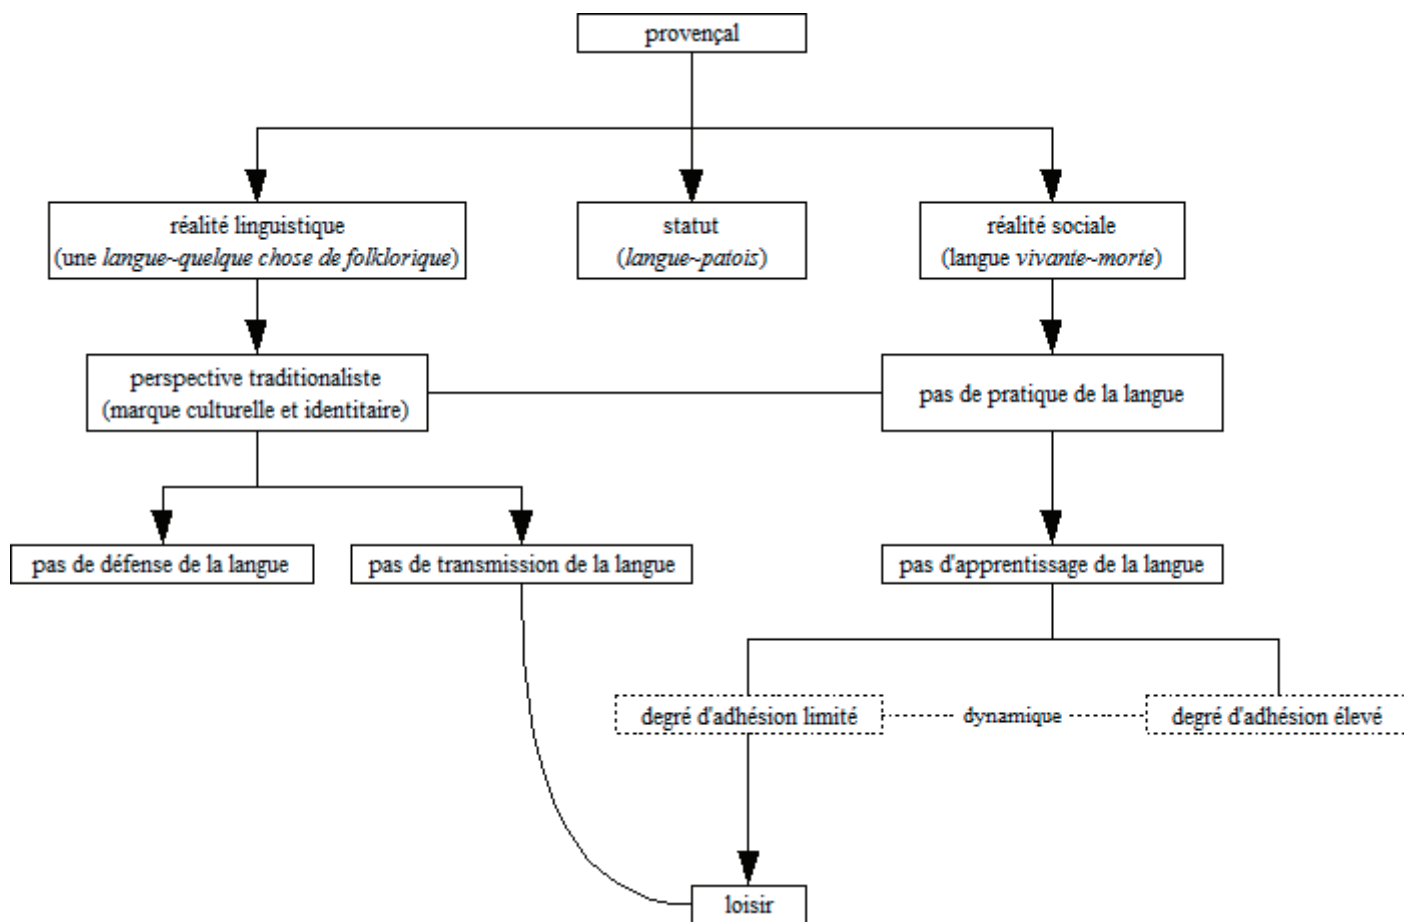 provençal
réalité linguistique
(une langue~quelque chose de folklorique)
statut
(langue~patois)
réalité sociale
(langue vivante~morte)
perspective traditionaliste
(marque culturelle et identitaire)
pas de pratique de la langue
pas de défense de la langue
pas de transmission de la langue
pas d'apprentissage de la langue
degré d'adhésion limité
dynamique
degré d'adhésion élevé
loisir